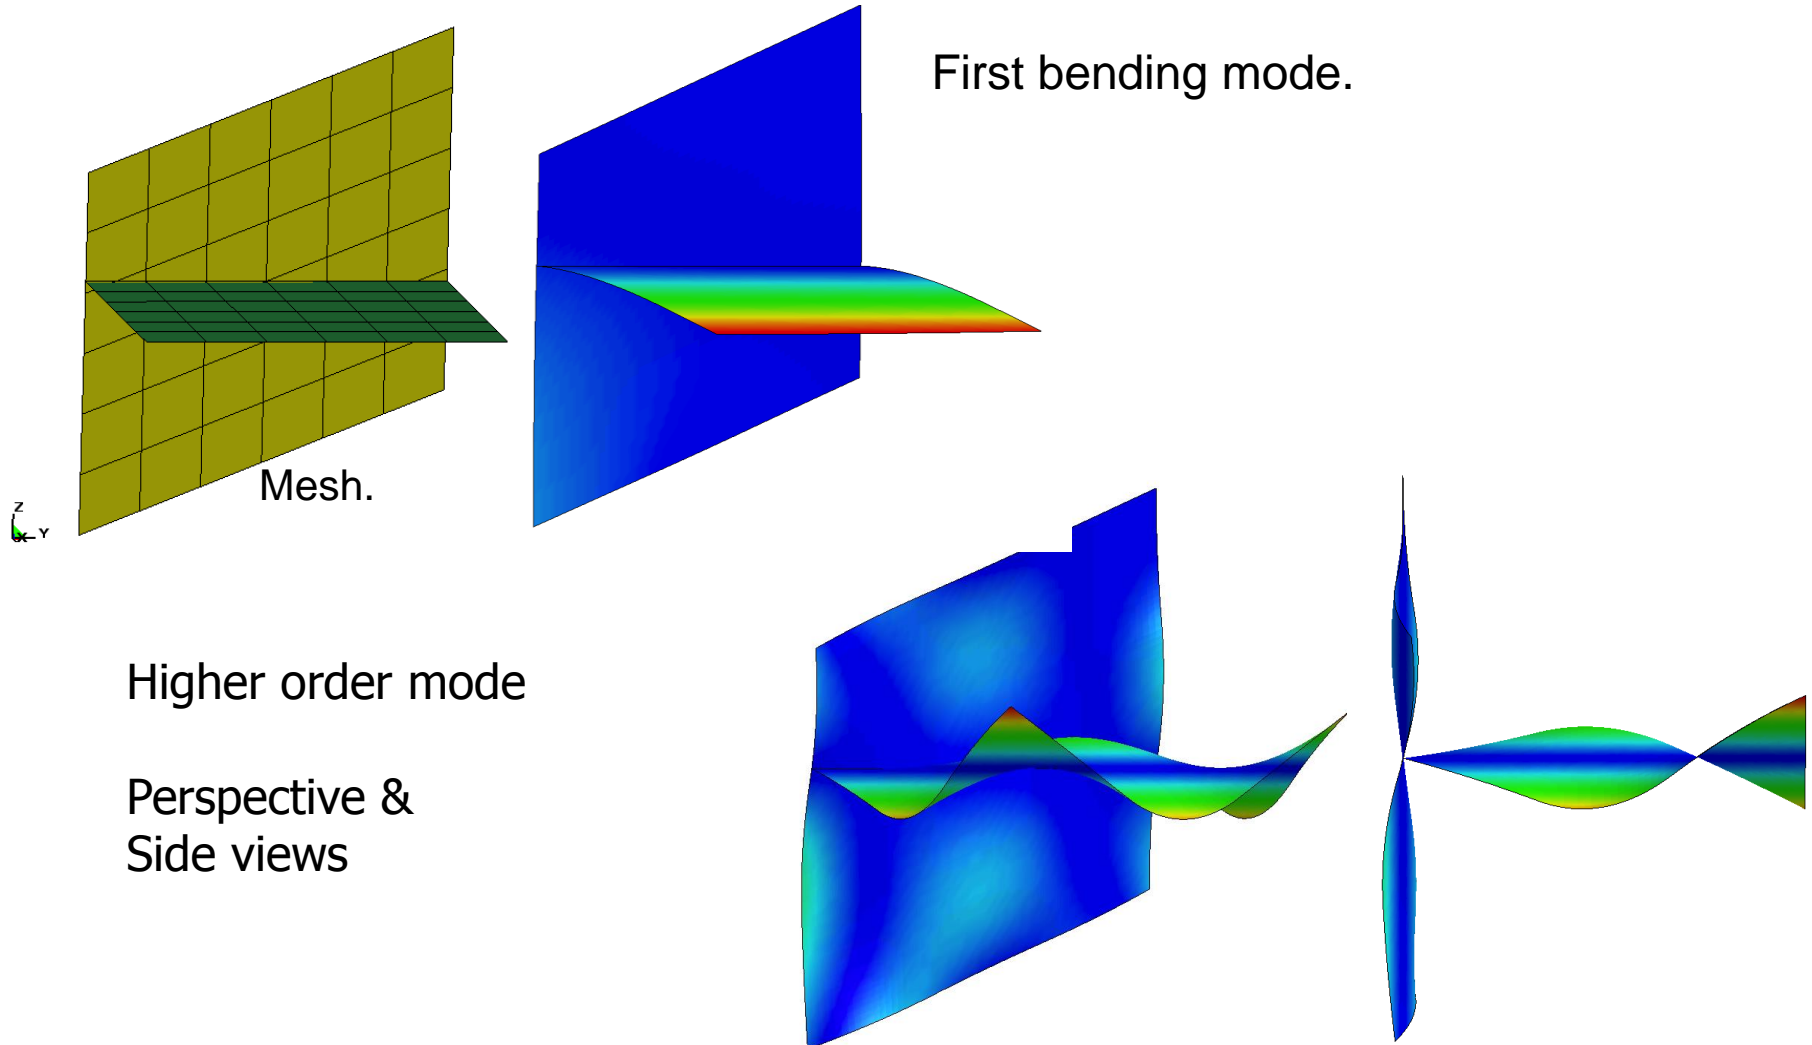 First bending mode.
Mesh.
Z
X
Y
Higher order mode
Perspective &
Side views